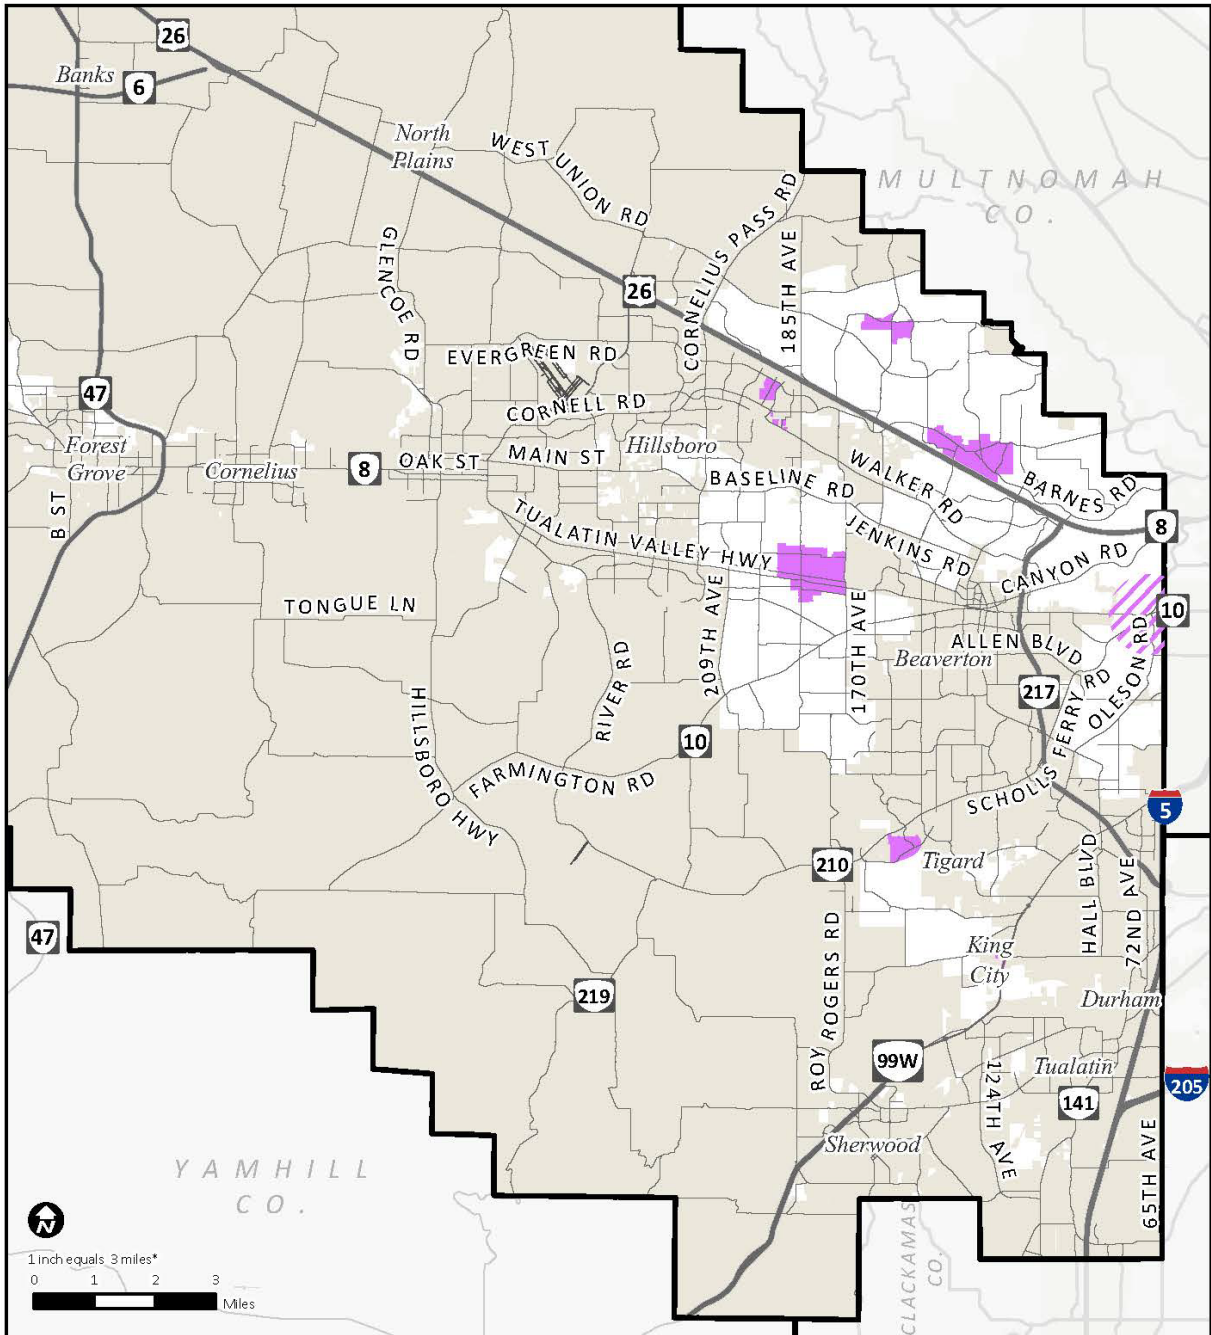 26
Banks
6
North
Plains
WEST UNION RD
MULTNOMAH
CO.
CORNELIUS PASS RD
185TH AVE
GLENCOE RD
26
EVERGREEN RD
47
CORNELL RD
Forest
Grove
Cornelius
8
OAK ST
MAIN ST
Hillsboro
WALKER RD
BARNES RD
BASELINE RD
B ST
TUALATIN VALLEY HWY
JENKINS RD
8
CANYON RD
TONGUE LN
209TH AVE
170TH AVE
10
ALLEN BLVD
Beaverton
RIVER RD
217
OLESON RD
HILLSBORO HWY
10
SCHOLLS FERRY RD
FARMINGTON RD
5
210
Tigard
HALL BLVD
72ND AVE
47
King
City
ROY ROGERS RD
219
Durham
99W
124TH AVE
Tualatin
205
141
Sherwood
65TH AVE
YAMHILL
CO.
CLACKAMAS
CO.
N
1 inch equals 3 miles*
0 1 2 3
Miles